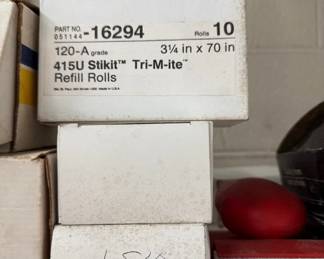 PART NO. -16294 Rolls 10
051144
120-A grade 3¼ in x 70 in
415U Stikit™ Tri-M-ite™
Refill Rolls